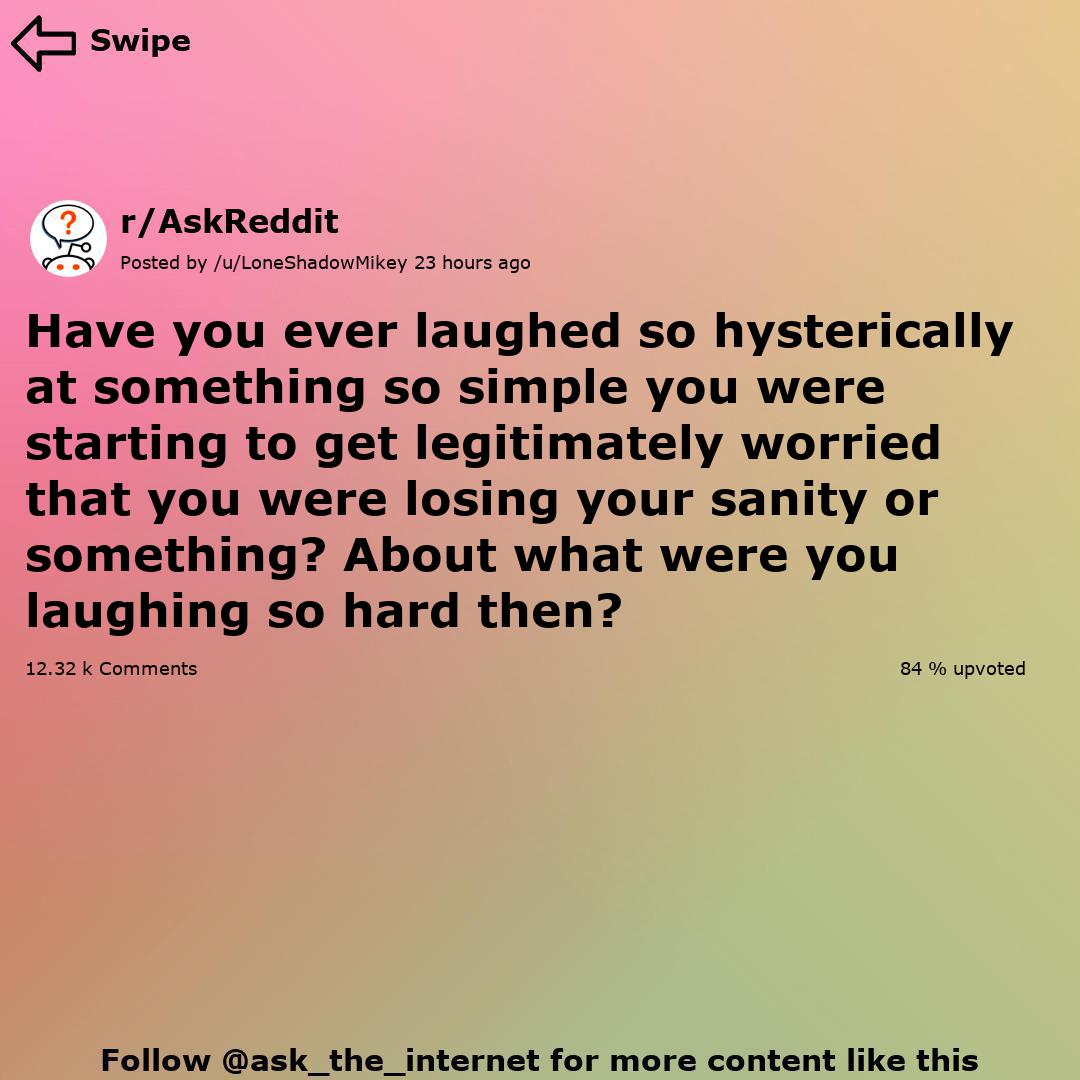 Swipe
r/AskReddit
Posted by /u/LoneShadowMikey 23 hours ago
Have you ever laughed so hysterically
at something so simple you were
starting to get legitimately worried
that you were losing your sanity or
something? About what were you
laughing so hard then?
12.32 k Comments
84 % upvoted
Follow @ask_the_internet for more content like this